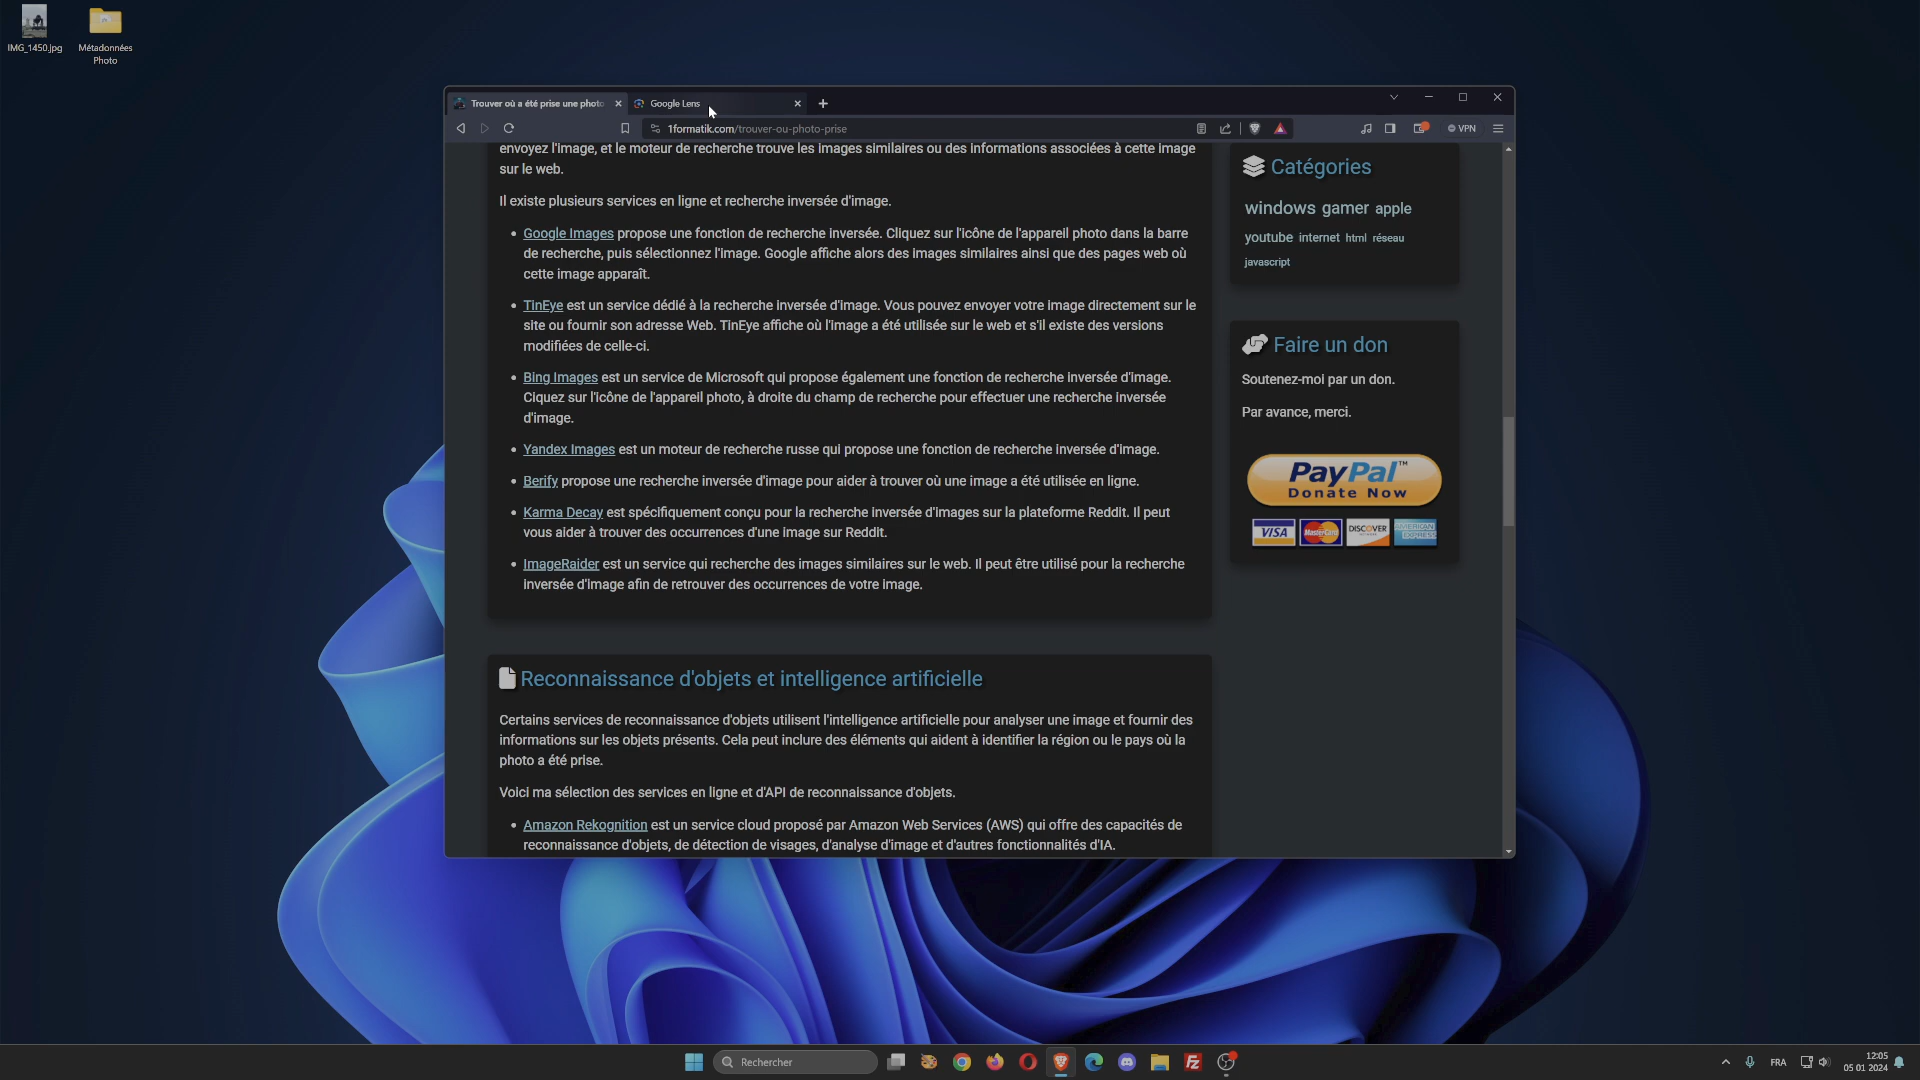 IMG_1450.jpg
Métadonnées
Photo
Trouver où a été prise une photo
Google Lens
1formatik.com/trouver-ou-photo-prise
VPN
envoyez l'image, et le moteur de recherche trouve les images similaires ou des informations associées à cette image
sur le web.
Il existe plusieurs services en ligne et recherche inversée d'image.
• Google Images propose une fonction de recherche inversée. Cliquez sur l'icône de l'appareil photo dans la barre
de recherche, puis sélectionnez l'image. Google affiche alors des images similaires ainsi que des pages web où
cette image apparaît.
• TinEye est un service dédié à la recherche inversée d'image. Vous pouvez envoyer votre image directement sur le
site ou fournir son adresse Web. TinEye affiche où l'image a été utilisée sur le web et s'il existe des versions
modifiées de celle-ci.
• Bing Images est un service de Microsoft qui propose également une fonction de recherche inversée d'image.
Ciquez sur l'icône de l'appareil photo, à droite du champ de recherche pour effectuer une recherche inversée
d'image.
• Yandex Images est un moteur de recherche russe qui propose une fonction de recherche inversée d'image.
• Berify propose une recherche inversée d'image pour aider à trouver où une image a été utilisée en ligne.
• Karma Decay est spécifiquement conçu pour la recherche inversée d'images sur la plateforme Reddit. Il peut
vous aider à trouver des occurrences d'une image sur Reddit.
• ImageRaider est un service qui recherche des images similaires sur le web. Il peut être utilisé pour la recherche
inversée d'image afin de retrouver des occurrences de votre image.
Reconnaissance d'objets et intelligence artificielle
Certains services de reconnaissance d'objets utilisent l'intelligence artificielle pour analyser une image et fournir des
informations sur les objets présents. Cela peut inclure des éléments qui aident à identifier la région ou le pays où la
photo a été prise.
Voici ma sélection des services en ligne et d'API de reconnaissance d'objets.
• Amazon Rekognition est un service cloud proposé par Amazon Web Services (AWS) qui offre des capacités de
reconnaissance d'objets, de détection de visages, d'analyse d'image et d'autres fonctionnalités d'IA.
Catégories
windows gamer apple
youtube internet html réseau
javascript
Faire un don
Soutenez-moi par un don.
Par avance, merci.
PayPal™
Donate Now
VISA MasterCard DISCOVER AMERICAN EXPRESS
Rechercher
FZ
FRA
12:05
05 01 2024